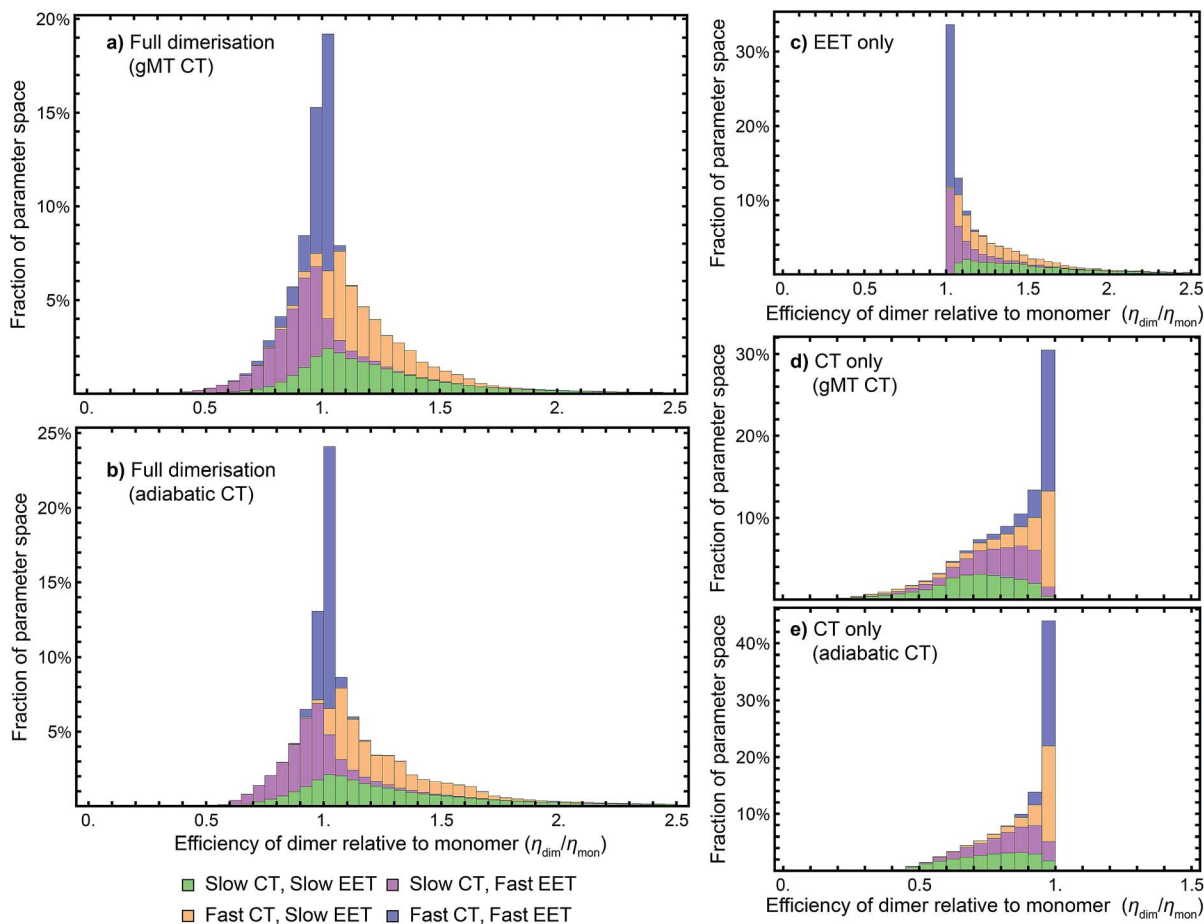 20%
15%
10%
5%
Fraction of parameter space
a) Full dimerisation
(gMT CT)
0. 0.5 1. 1.5 2. 2.5
25%
20%
15%
10%
5%
Fraction of parameter space
b) Full dimerisation
(adiabatic CT)
0. 0.5 1. 1.5 2. 2.5
Efficiency of dimer relative to monomer (ηdim/ηmon)
Slow CT, Slow EET Slow CT, Fast EET
Fast CT, Slow EET Fast CT, Fast EET
30%
20%
10%
Fraction of parameter space
c) EET only
0. 0.5 1. 1.5 2. 2.5
Efficiency of dimer relative to monomer (ηdim/ηmon)
30%
20%
10%
Fraction of parameter space
d) CT only
(gMT CT)
40%
30%
20%
10%
Fraction of parameter space
e) CT only
(adiabatic CT)
0. 0.5 1.0 1.5
Efficiency of dimer relative to monomer (ηdim/ηmon)